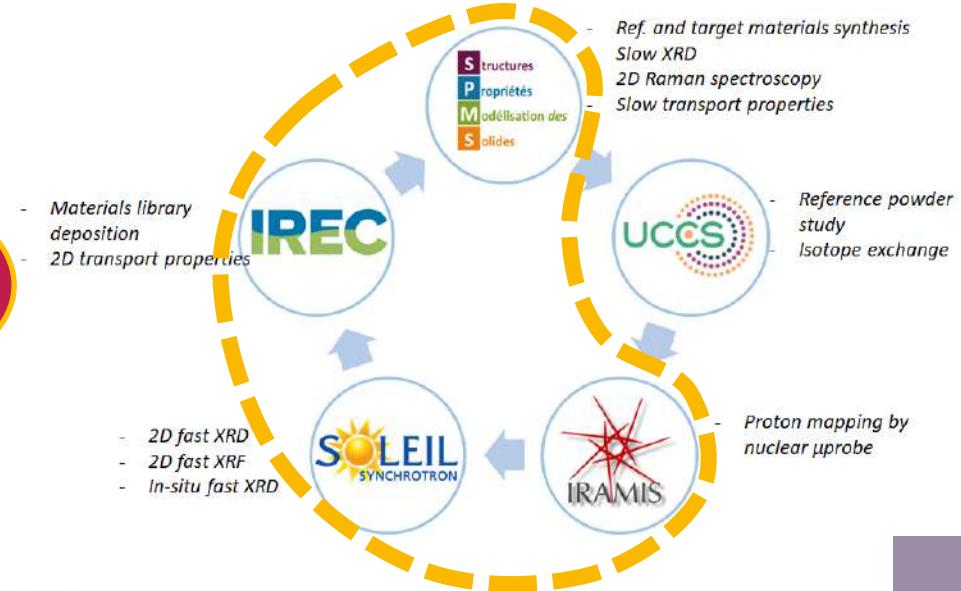 - Ref. and target materials synthesis
Slow XRD
2D Raman spectroscopy
- Slow transport properties
Structures
Propriétés
Modélisation des
Solides
- Materials library
deposition
- 2D transport properties
IREC
UCCS
- Reference powder
study
- Isotope exchange
- 2D fast XRD
- 2D fast XRF
- In-situ fast XRD
SOLEIL
SYNCHROTRON
IRAMIS
- Proton mapping by
nuclear µprobe